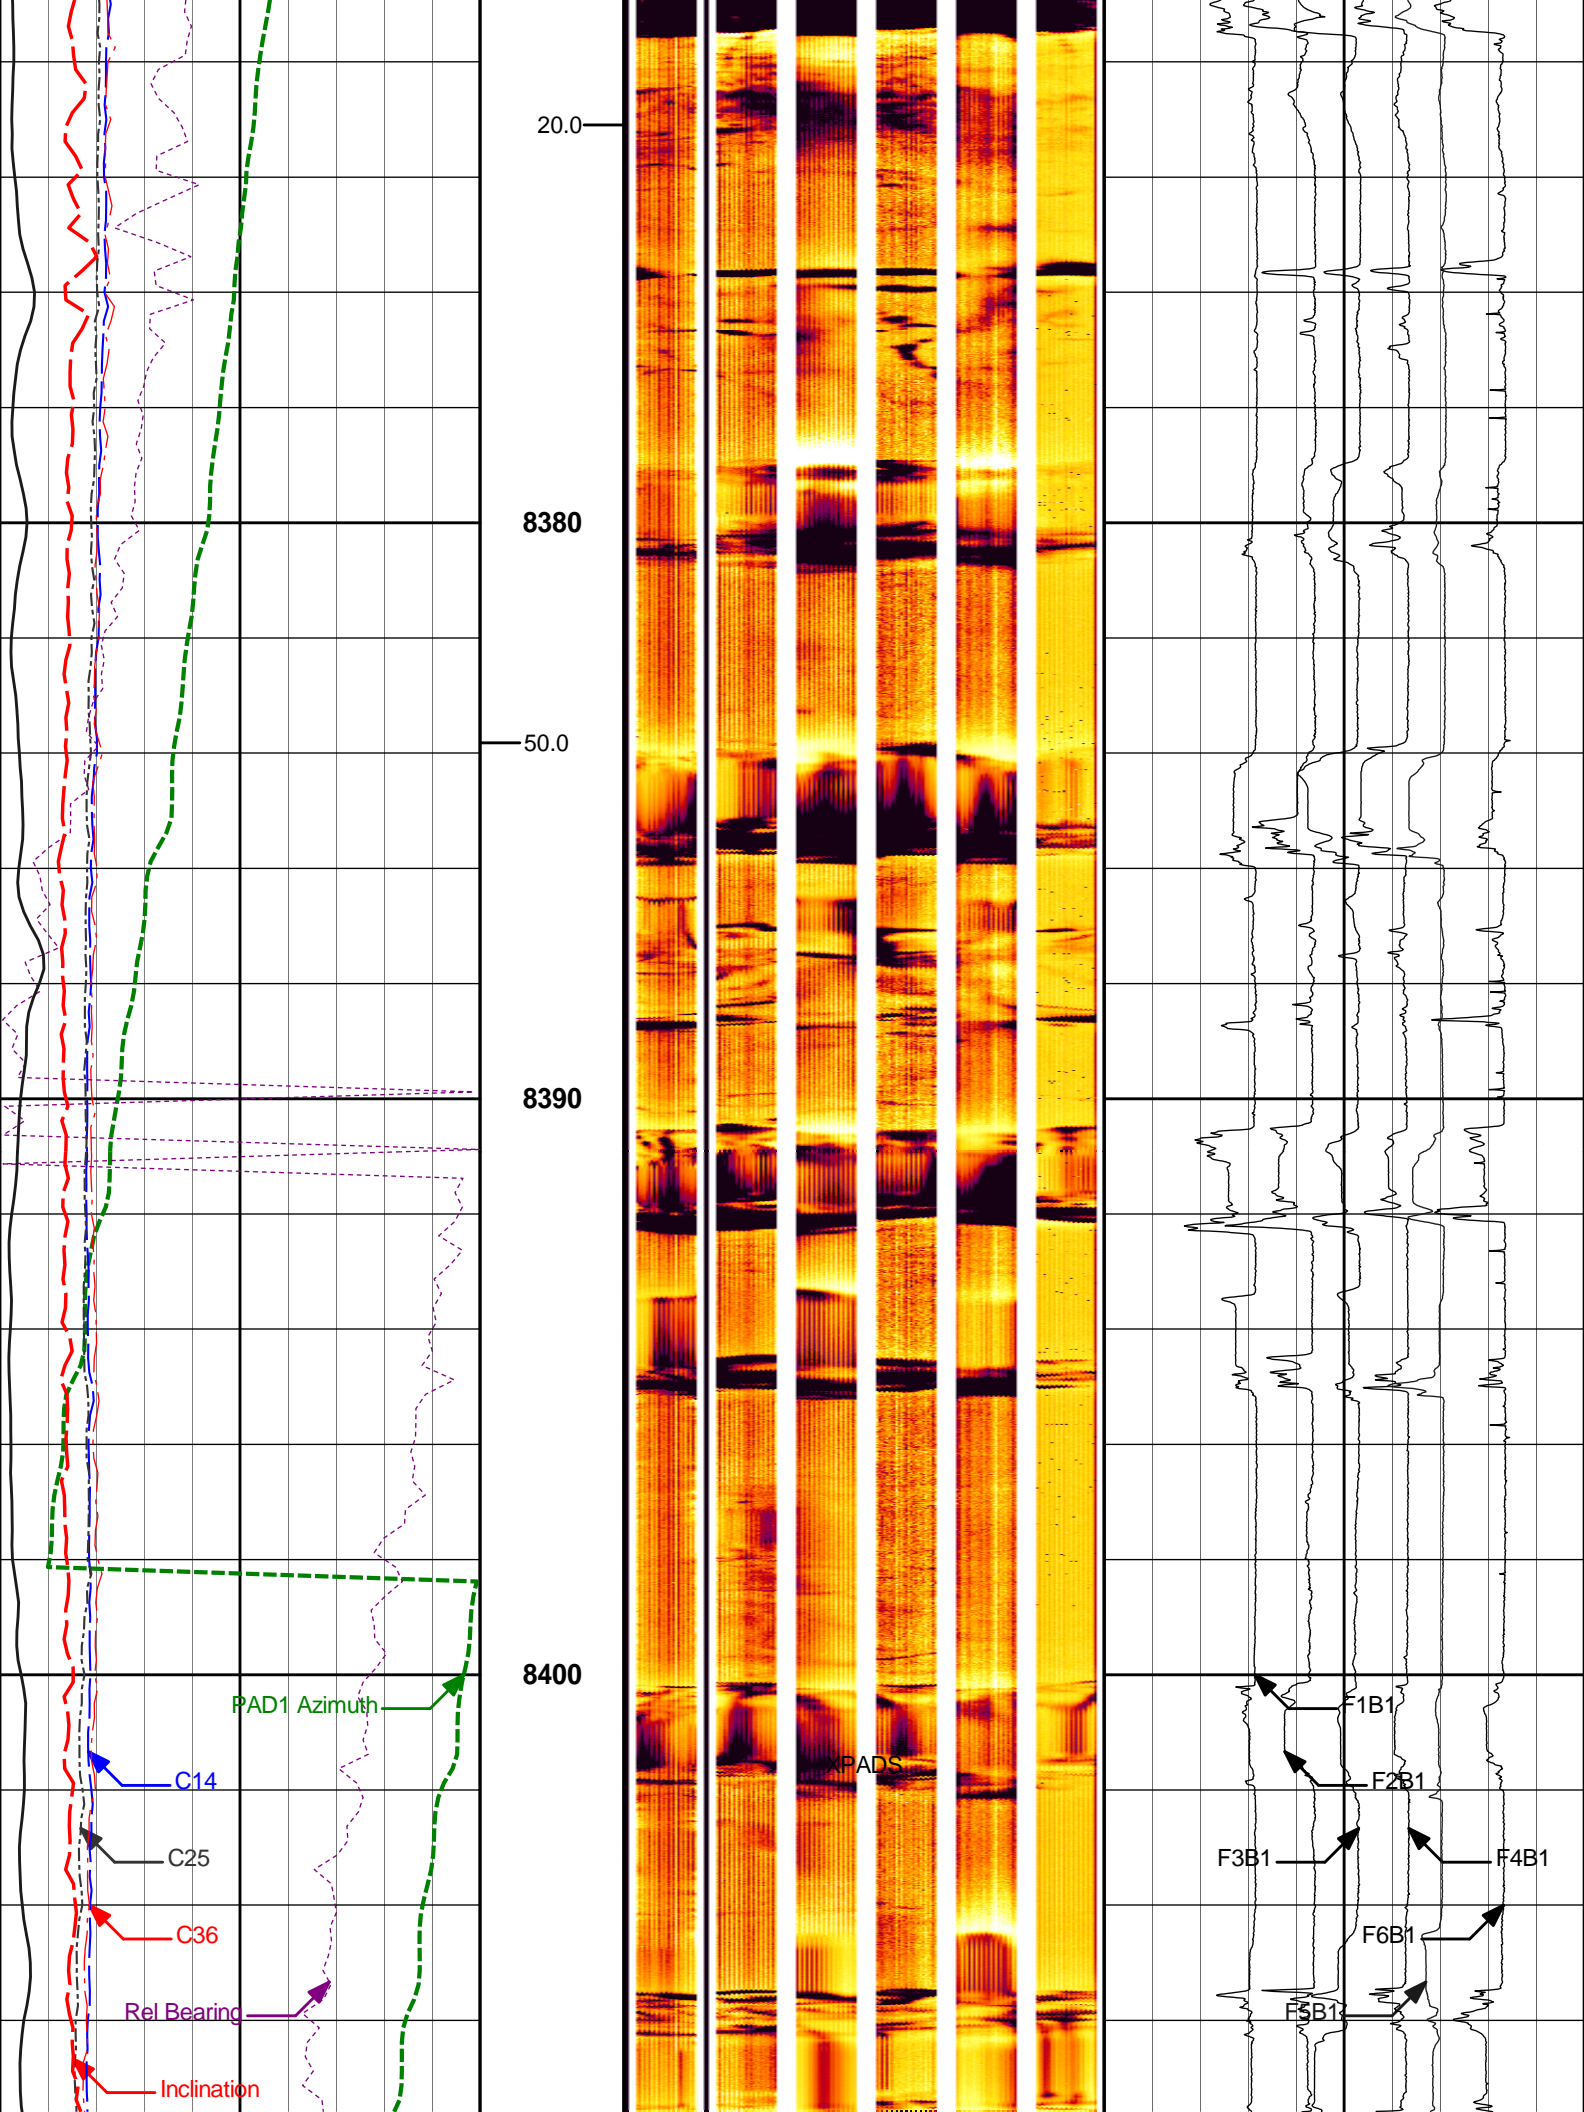 20.0
8380
50.0
8390
8400
PAD1 Azimuth
F1B1
XPADS
C14
F2B1
C25
F3B1
F4B1
C36
F6B1
Rel Bearing
F5B1
Inclination